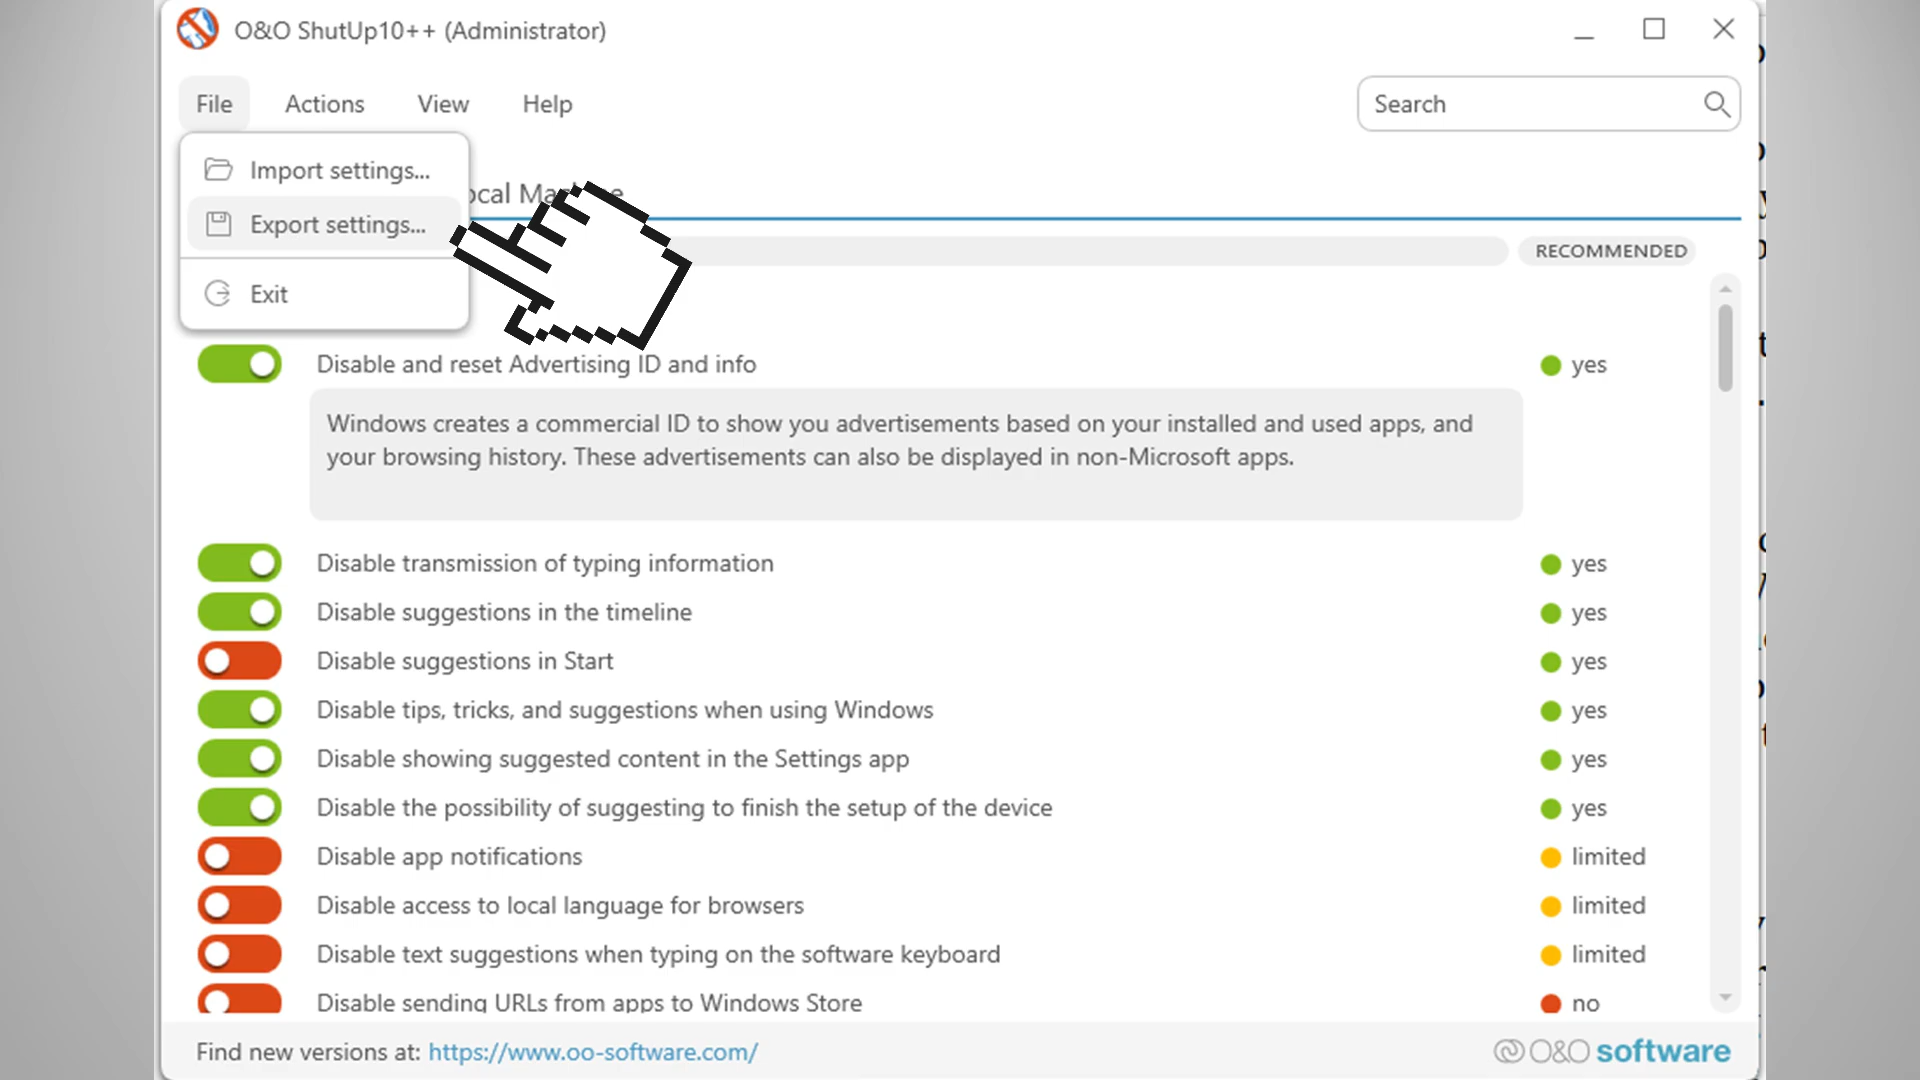 O&O ShutUp10++ (Administrator)
File Actions View Help
Search
Import settings...
Export settings...
Exit
RECOMMENDED
Disable and reset Advertising ID and info yes
Windows creates a commercial ID to show you advertisements based on your installed and used apps, and
your browsing history. These advertisements can also be displayed in non-Microsoft apps.
Disable transmission of typing information yes
Disable suggestions in the timeline yes
Disable suggestions in Start yes
Disable tips, tricks, and suggestions when using Windows yes
Disable showing suggested content in the Settings app yes
Disable the possibility of suggesting to finish the setup of the device yes
Disable app notifications limited
Disable access to local language for browsers limited
Disable text suggestions when typing on the software keyboard limited
Disable sending URLs from apps to Windows Store no
Find new versions at: https://www.oo-software.com/
O&O software